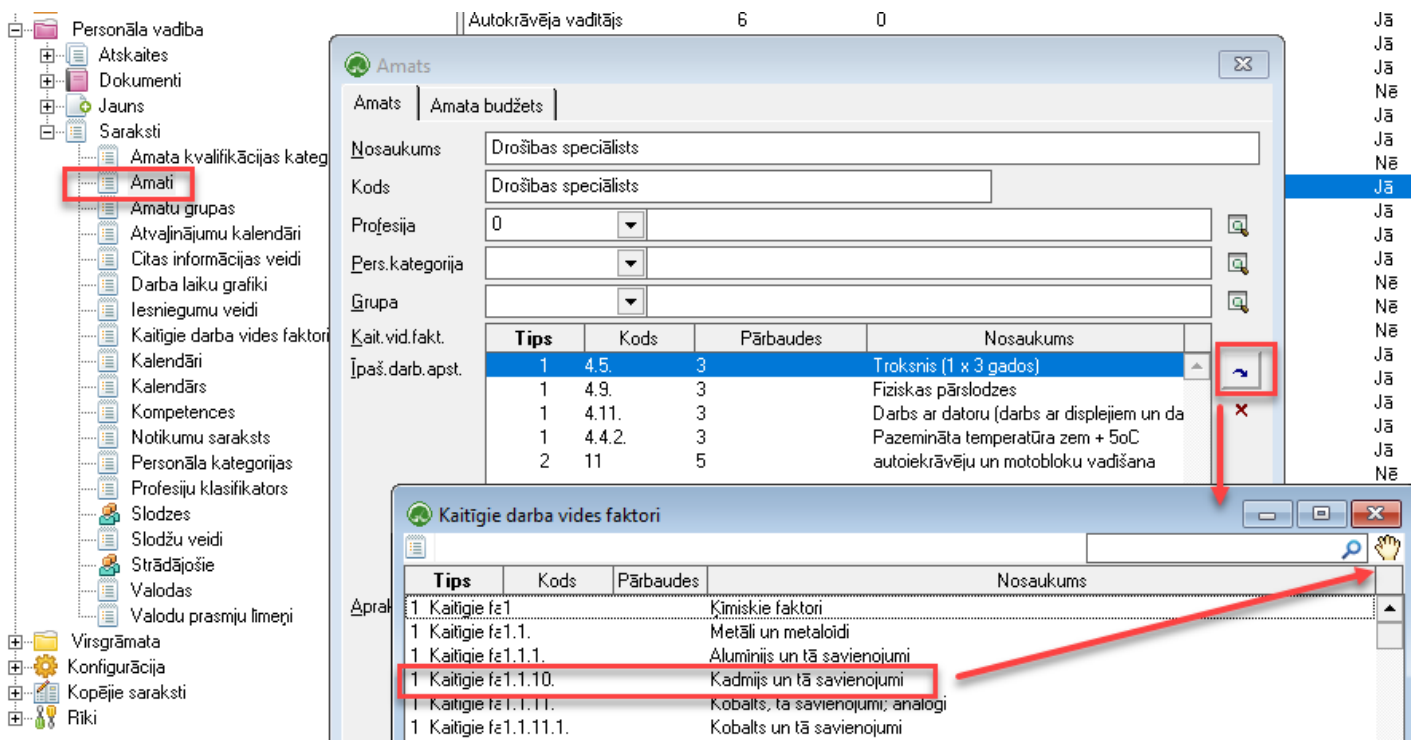 Personāla vadība
Atskaites
Dokumenti
Jauns
Saraksti
Amata kvalifikācijas kateg
Amati
Amatu grupas
Atvaļinājumu kalendāri
Citas informācijas veidi
Darba laiku grafiki
Iesniegumu veidi
Kaitīgie darba vides faktori
Kalendāri
Kalendārs
Kompetences
Notikumu saraksts
Personāla kategorijas
Profesiju klasifikators
Slodzes
Slodžu veidi
Strādājošie
Valodas
Valodu prasmju līmeņi
Virsgrāmata
Konfigurācija
Kopējie saraksti
Rīki
Autokrāvēja vadītājs 6 0 Jā
Jā
Jā
Nē
Jā
Jā
Nē
Jā
Jā
Jā
Jā
Nē
Nē
Nē
Jā
Jā
Jā
Jā
Jā
Nē
Amats
Amats Amata budžets
Nosaukums Drošības speciālists
Kods Drošības speciālists
Profesija 0
Pers.kategorija
Grupa
Kait.vid.fakt.
Īpaš.darb.apst.
Tips Kods Pārbaudes Nosaukums
1 4.5. 3 Troksnis (1 x 3 gados)
1 4.9. 3 Fiziskas pārslodzes
1 4.11. 3 Darbs ar datoru (darbs ar displejiem un da
1 4.4.2. 3 Pazemināta temperatūra zem + 5oC
2 11 5 autoiekrāvēju un motobloku vadīšana
Aprak
Kaitīgie darba vides faktori
Tips Kods Pārbaudes Nosaukums
1 Kaitīgie fa 1 Ķīmiskie faktori
1 Kaitīgie fa 1.1. Metāli un metaloīdi
1 Kaitīgie fa 1.1.1. Alumīnijs un tā savienojumi
1 Kaitīgie fa 1.1.10. Kadmijs un tā savienojumi
1 Kaitīgie fa 1.1.11. Kobalts, tā savienojumi; analogi
1 Kaitīgie fa 1.1.11.1. Kobalts un tā savienojumi